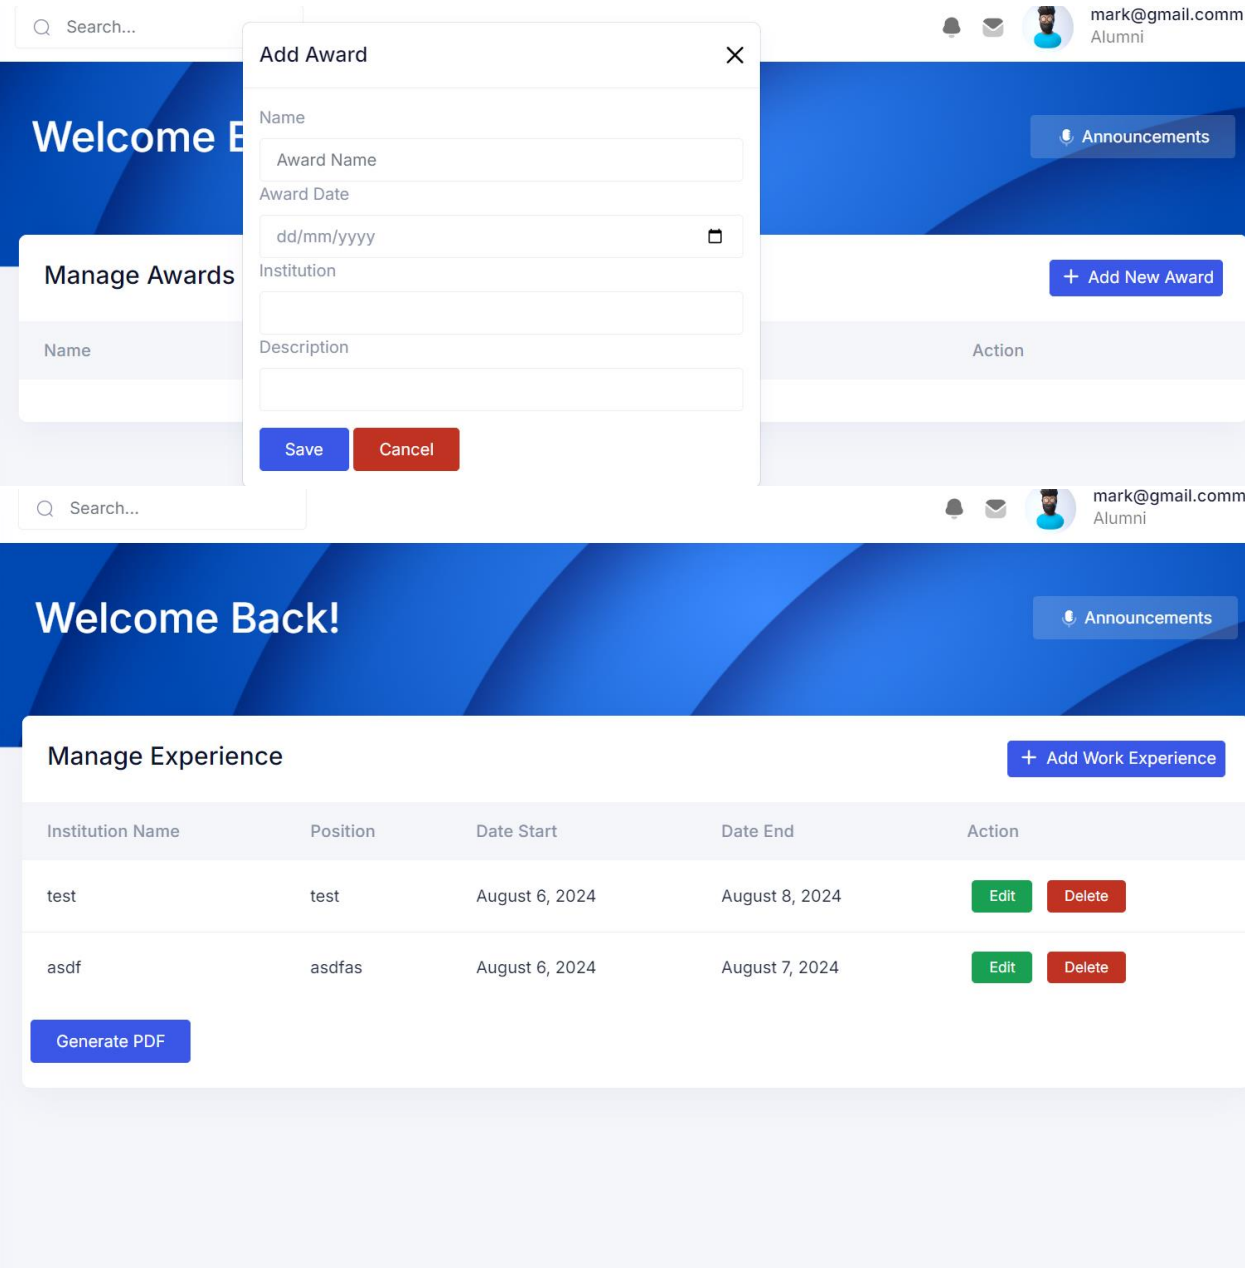 Search...
mark@gmail.comm
Alumni
Add Award
Welcome B
Announcements
Name
Award Name
Award Date
dd/mm/yyyy
Institution
Description
Save Cancel
Manage Awards
+ Add New Award
Name
Action
Search...
mark@gmail.comm
Alumni
Welcome Back!
Announcements
Manage Experience
+ Add Work Experience
Institution Name Position Date Start Date End Action
test test August 6, 2024 August 8, 2024 Edit Delete
asdf asdfas August 6, 2024 August 7, 2024 Edit Delete
Generate PDF